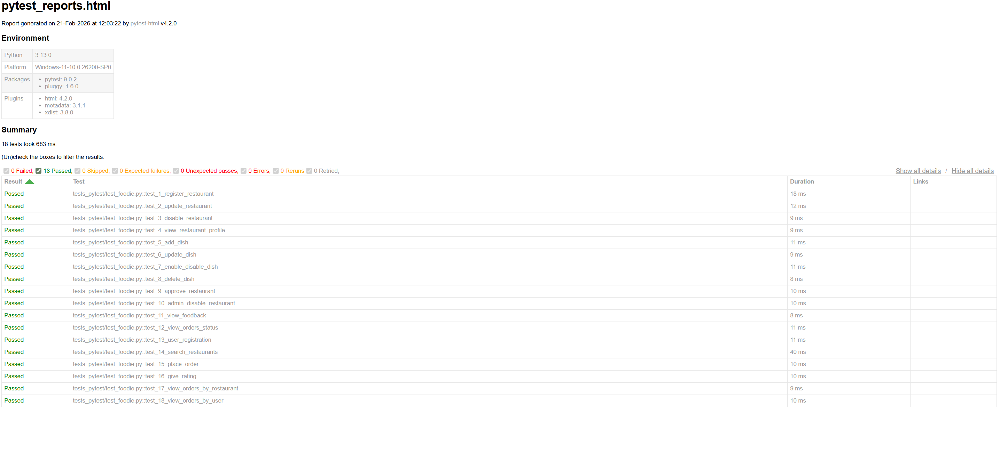 pytest_reports.html
Report generated on 21-Feb-2026 at 12:03:22 by pytest-html v4.2.0
Environment
Python 3.13.0
Platform Windows-11-10.0.26200-SP0
Packages • pytest: 9.0.2
• pluggy: 1.6.0
Plugins • html: 4.2.0
• metadata: 3.1.1
• xdist: 3.8.0
Summary
18 tests took 683 ms.
(Un)check the boxes to filter the results.
0 Failed, 18 Passed, 0 Skipped, 0 Expected failures, 0 Unexpected passes, 0 Errors, 0 Reruns 0 Retried, Show all details / Hide all details
Result Test Duration Links
Passed tests_pytest/test_foodie.py::test_1_register_restaurant 18 ms
Passed tests_pytest/test_foodie.py::test_2_update_restaurant 12 ms
Passed tests_pytest/test_foodie.py::test_3_disable_restaurant 9 ms
Passed tests_pytest/test_foodie.py::test_4_view_restaurant_profile 9 ms
Passed tests_pytest/test_foodie.py::test_5_add_dish 11 ms
Passed tests_pytest/test_foodie.py::test_6_update_dish 9 ms
Passed tests_pytest/test_foodie.py::test_7_enable_disable_dish 11 ms
Passed tests_pytest/test_foodie.py::test_8_delete_dish 8 ms
Passed tests_pytest/test_foodie.py::test_9_approve_restaurant 10 ms
Passed tests_pytest/test_foodie.py::test_10_admin_disable_restaurant 10 ms
Passed tests_pytest/test_foodie.py::test_11_view_feedback 8 ms
Passed tests_pytest/test_foodie.py::test_12_view_orders_status 11 ms
Passed tests_pytest/test_foodie.py::test_13_user_registration 11 ms
Passed tests_pytest/test_foodie.py::test_14_search_restaurants 40 ms
Passed tests_pytest/test_foodie.py::test_15_place_order 10 ms
Passed tests_pytest/test_foodie.py::test_16_give_rating 10 ms
Passed tests_pytest/test_foodie.py::test_17_view_orders_by_restaurant 9 ms
Passed tests_pytest/test_foodie.py::test_18_view_orders_by_user 10 ms